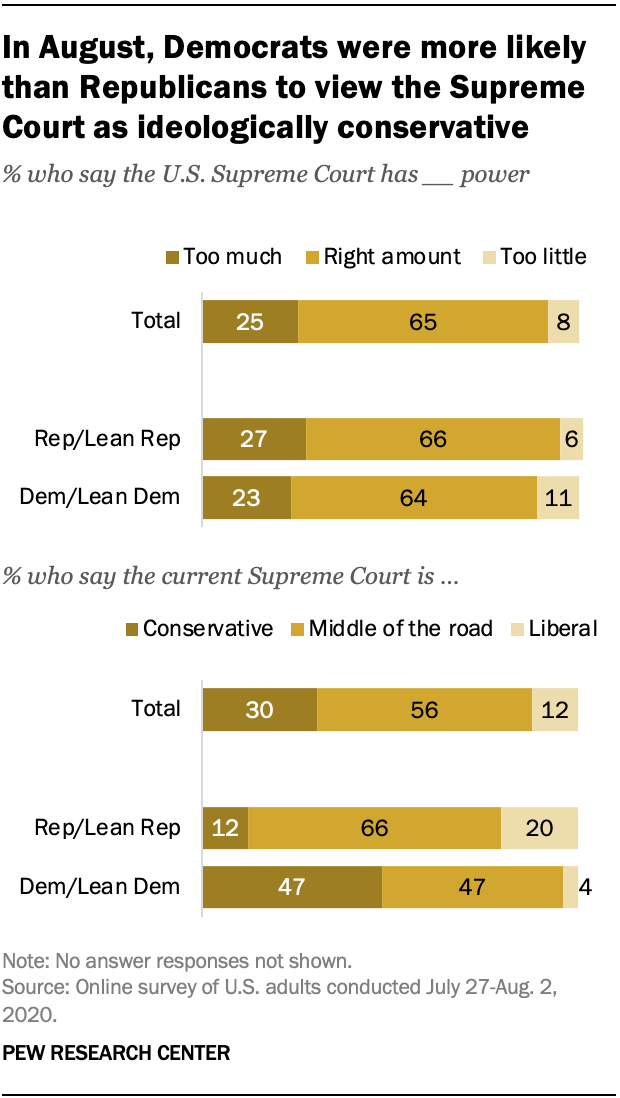 In August, Democrats were more likely
than Republicans to view the Supreme
Court as ideologically conservative
% who say the U.S. Supreme Court has __ power
Too much Right amount Too little
Total 25 65 8
Rep/Lean Rep 27 66 6
Dem/Lean Dem 23 64 11
% who say the current Supreme Court is ...
Conservative Middle of the road Liberal
Total 30 56 12
Rep/Lean Rep 12 66 20
Dem/Lean Dem 47 47 4
Note: No answer responses not shown.
Source: Online survey of U.S. adults conducted July 27-Aug. 2,
2020.
PEW RESEARCH CENTER